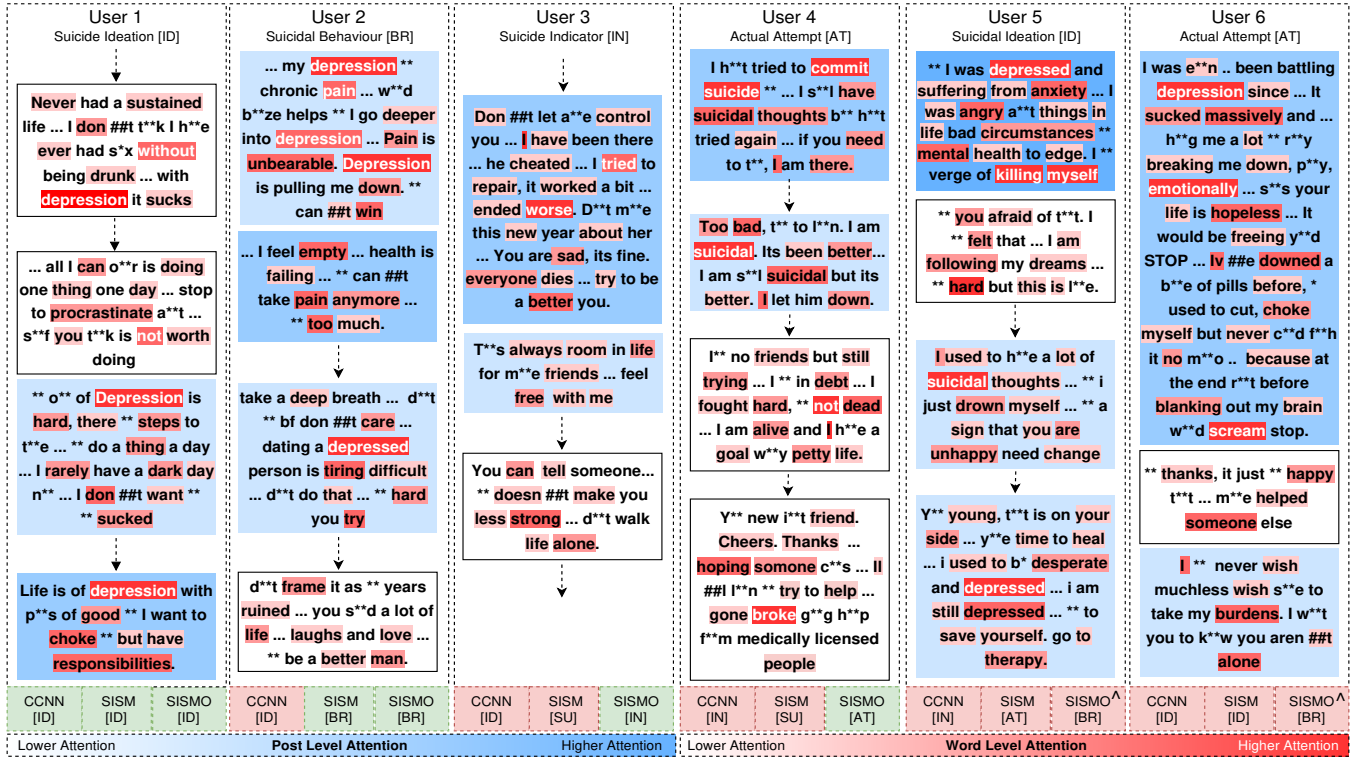 User 1
Suicide Ideation [ID]
Never had a sustained
life ... I don ##t t**k I h**e
ever had s*x without
being drunk ... with
depression it sucks
... all I can o**r is doing
one thing one day ... stop
to procrastinate a**t ...
s**f you t**k is not worth
doing
** o** of Depression is
hard, there ** steps to
t**e ... ** do a thing a day
... I rarely have a dark day
n** ... I don ##t want **
** sucked
Life is of depression with
p**s of good ** I want to
choke ** but have
responsibilities.
CCNN
[ID]
SISM
[ID]
SISMO
[ID]
User 2
Suicidal Behaviour [BR]
... my depression **
chronic pain ... w**d
b**ze helps ** I go deeper
into depression ... Pain is
unbearable. Depression
is pulling me down. **
can ##t win
... I feel empty ... health is
failing ... ** can ##t
take pain anymore ...
** too much.
take a deep breath ... d**t
** bf don ##t care ...
dating a depressed
person is tiring difficult
... d**t do that ... ** hard
you try
d**t frame it as ** years
ruined ... you s**d a lot of
life ... laughs and love ...
** be a better man.
CCNN
[ID]
SISM
[BR]
SISMO
[BR]
User 3
Suicide Indicator [IN]
Don ##t let a**e control
you ... I have been there
... he cheated ... I tried to
repair, it worked a bit ...
ended worse. D**t m**e
this new year about her
... You are sad, its fine.
everyone dies ... try to be
a better you.
T**s always room in life
for m**e friends ... feel
free with me
You can tell someone...
** doesn ##t make you
less strong ... d**t walk
life alone.
CCNN
[ID]
SISM
[SU]
SISMO
[IN]
User 4
Actual Attempt [AT]
I h**t tried to commit
suicide ** ... I s**l have
suicidal thoughts b** h**t
tried again ... if you need
to t**, I am there.
Too bad, t** to l**n. I am
suicidal. Its been better...
I am s**l suicidal but its
better. I let him down.
I** no friends but still
trying ... I ** in debt ... I
fought hard, ** not dead
... I am alive and I h**e a
goal w**y petty life.
Y** new i**t friend.
Cheers. Thanks ...
hoping somone c**s ... ll
##l l**n ** try to help ...
gone broke g**g h**p
f**m medically licensed
people
CCNN
[IN]
SISM
[SU]
SISMO
[AT]
User 5
Suicidal Ideation [ID]
** I was depressed and
suffering from anxiety ... I
was angry a**t things in
life bad circumstances **
mental health to edge. I **
verge of killing myself
** you afraid of t**t. I
** felt that ... I am
following my dreams ...
** hard but this is l**e.
I used to h**e a lot of
suicidal thoughts ... ** i
just drown myself ... ** a
sign that you are
unhappy need change
Y** young, t**t is on your
side ... y**e time to heal
... i used to b* desperate
and depressed ... i am
still depressed ... ** to
save yourself. go to
therapy.
CCNN
[IN]
SISM
[AT]
SISMO^
[BR]
User 6
Actual Attempt [AT]
I was e**n .. been battling
depression since ... It
sucked massively and ...
h**g me a lot ** r**y
breaking me down, p**y,
emotionally ... s**s your
life is hopeless ... It
would be freeing y**d
STOP ... Iv ##e downed a
b**e of pills before, *
used to cut, choke
myself but never c**d f**h
it no m**o .. because at
the end r**t before
blanking out my brain
w**d scream stop.
** thanks, it just ** happy
t**t ... m**e helped
someone else
I ** never wish
muchless wish s**e to
take my burdens. I w**t
you to k**w you aren ##t
alone
CCNN
[ID]
SISM
[ID]
SISMO^
[BR]
Lower Attention Post Level Attention Higher Attention
Lower Attention Word Level Attention Higher Attention